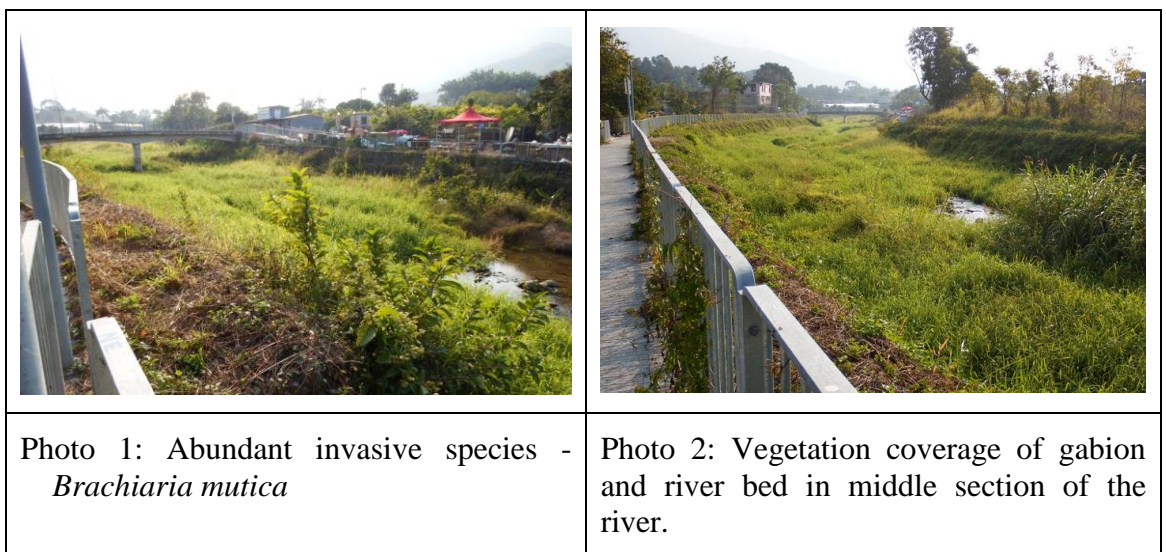 Photo 1: Abundant invasive species -
Brachiaria mutica
Photo 2: Vegetation coverage of gabion
and river bed in middle section of the
river.